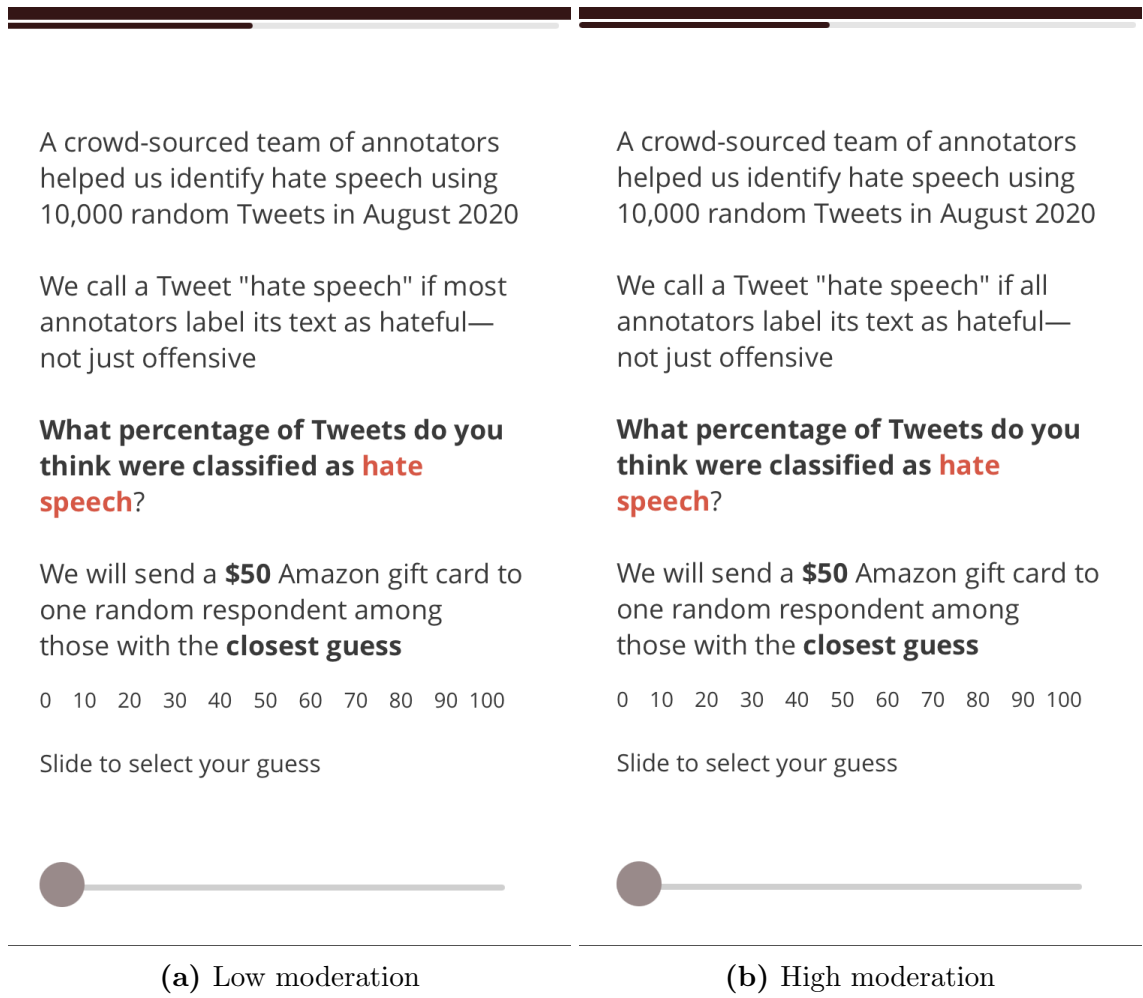 A crowd-sourced team of annotators
helped us identify hate speech using
10,000 random Tweets in August 2020
We call a Tweet "hate speech" if most
annotators label its text as hateful—
not just offensive
What percentage of Tweets do you
think were classified as hate
speech?
We will send a $50 Amazon gift card to
one random respondent among
those with the closest guess
0 10 20 30 40 50 60 70 80 90 100
Slide to select your guess
(a) Low moderation
A crowd-sourced team of annotators
helped us identify hate speech using
10,000 random Tweets in August 2020
We call a Tweet "hate speech" if all
annotators label its text as hateful—
not just offensive
What percentage of Tweets do you
think were classified as hate
speech?
We will send a $50 Amazon gift card to
one random respondent among
those with the closest guess
0 10 20 30 40 50 60 70 80 90 100
Slide to select your guess
(b) High moderation